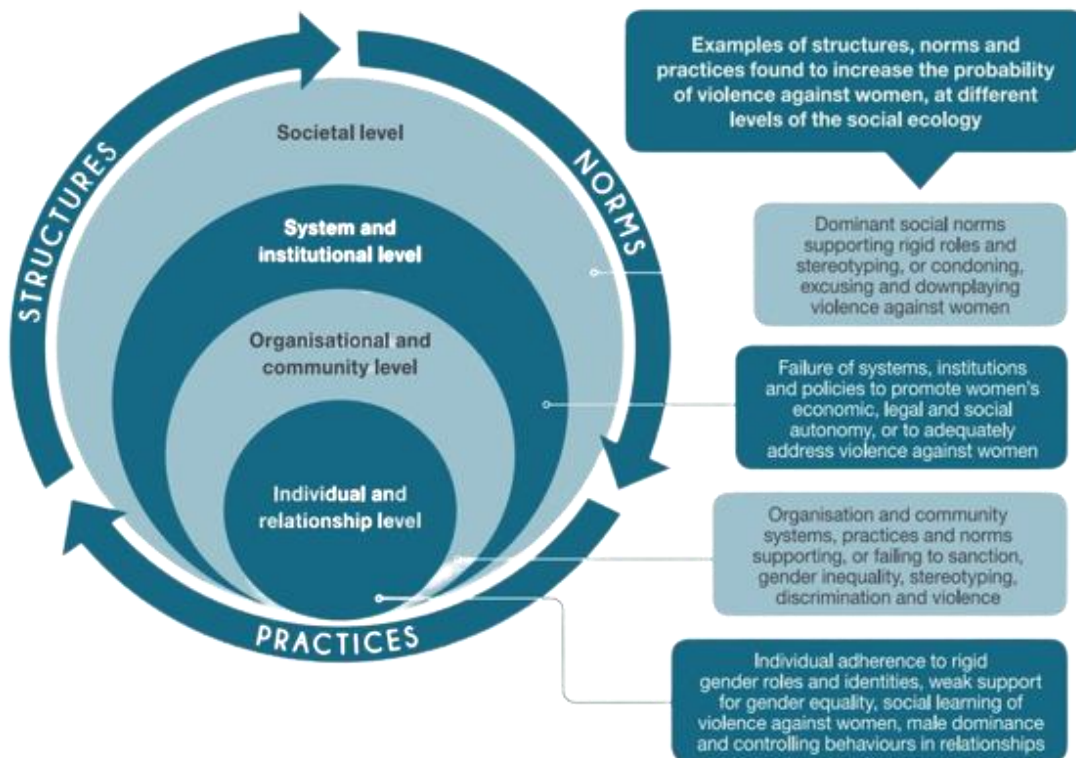 STRUCTURES
NORMS
PRACTICES
Societal level
System and
institutional level
Organisational and
community level
Individual and
relationship level
Examples of structures, norms and
practices found to increase the probability
of violence against women, at different
levels of the social ecology
Dominant social norms
supporting rigid roles and
stereotyping, or condoning,
excusing and downplaying
violence against women
Failure of systems, institutions
and policies to promote women's
economic, legal and social
autonomy, or to adequately
address violence against women
Organisation and community
systems, practices and norms
supporting, or failing to sanction,
gender inequality, stereotyping,
discrimination and violence
Individual adherence to rigid
gender roles and identities, weak support
for gender equality, social learning of
violence against women, male dominance
and controlling behaviours in relationships